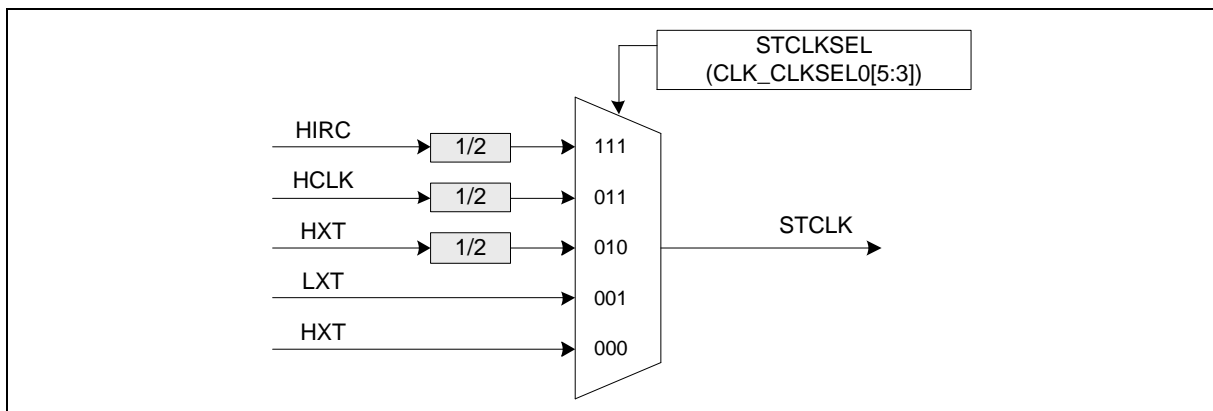 STCLKSEL
(CLK_CLKSEL0[5:3])
HIRC 1/2 111
HCLK 1/2 011
HXT 1/2 010
STCLK
LXT 001
HXT 000